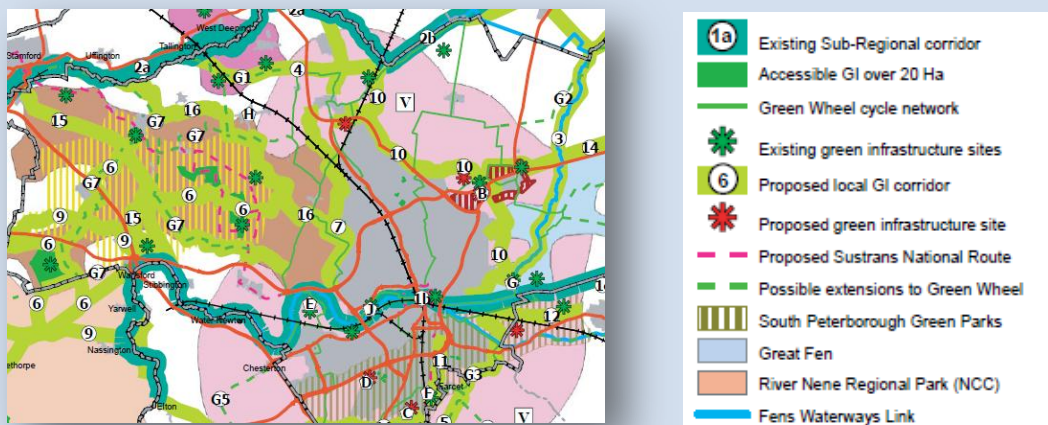 2a
West Deeping
Tallington
Stamford
Uffington
2a
2b
G1
4
10
V
G2
16
H
15
G7
G7
3
14
10
10
6
B
G7
6
6
9
15
G7
16
7
6
9
10
G
G7
Wansford
Stibbington
E
J
1b
6
6
Yarwell
Water Newton
12
9
Nassington
Chesterton
11
G3
D
Farcet
F
G5
C
V
Elton
5
1a Existing Sub-Regional corridor
Accessible GI over 20 Ha
Green Wheel cycle network
Existing green infrastructure sites
6 Proposed local GI corridor
Proposed green infrastructure site
Proposed Sustrans National Route
Possible extensions to Green Wheel
South Peterborough Green Parks
Great Fen
River Nene Regional Park (NCC)
Fens Waterways Link